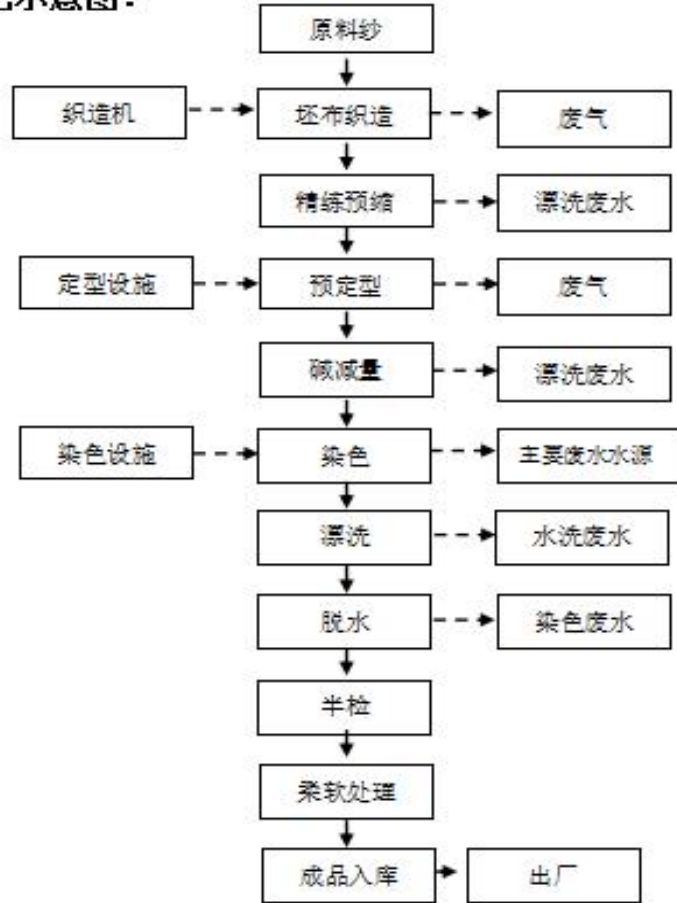 示意图：
原料纱
织造机
坯布织造
废气
精练预缩
漂洗废水
定型设施
预定型
废气
碱减量
漂洗废水
染色设施
染色
主要废水水源
漂洗
水洗废水
脱水
染色废水
半检
柔软处理
成品入库
出厂